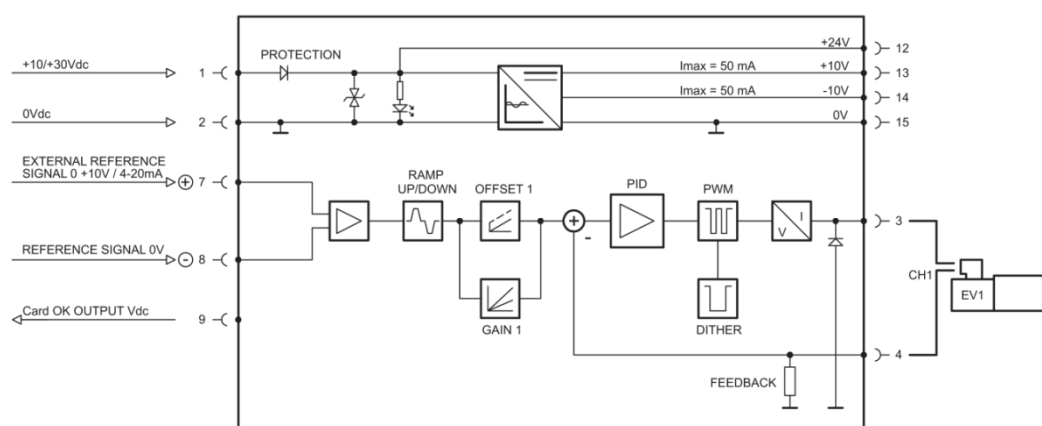 +24V
12
PROTECTION
+10/+30Vdc
1
Imax = 50 mA
+10V
13
Imax = 50 mA
-10V
14
0Vdc
2
0V
15
EXTERNAL REFERENCE
SIGNAL 0 +10V / 4-20mA
+
7
RAMP
UP/DOWN
OFFSET 1
PID
PWM
+
-
I
V
3
REFERENCE SIGNAL 0V
-
8
CH1
EV1
Card OK OUTPUT Vdc
9
GAIN 1
DITHER
4
FEEDBACK